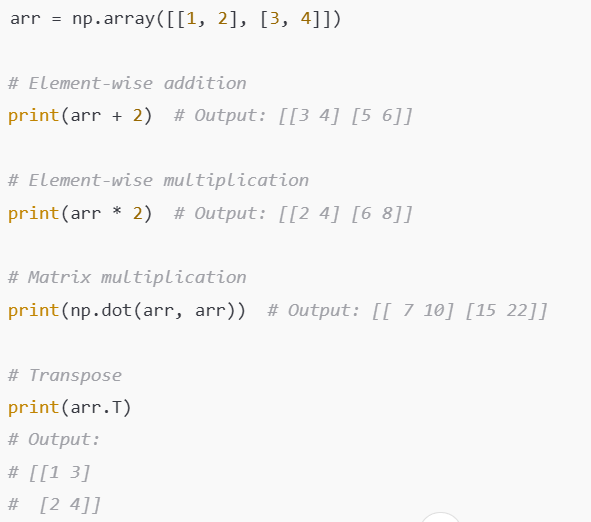 arr = np.array([[1, 2], [3, 4]])
# Element-wise addition
print(arr + 2)  # Output: [[3 4] [5 6]]
# Element-wise multiplication
print(arr * 2)  # Output: [[2 4] [6 8]]
# Matrix multiplication
print(np.dot(arr, arr))  # Output: [[ 7 10] [15 22]]
# Transpose
print(arr.T)
# Output:
# [[1 3]
#  [2 4]]